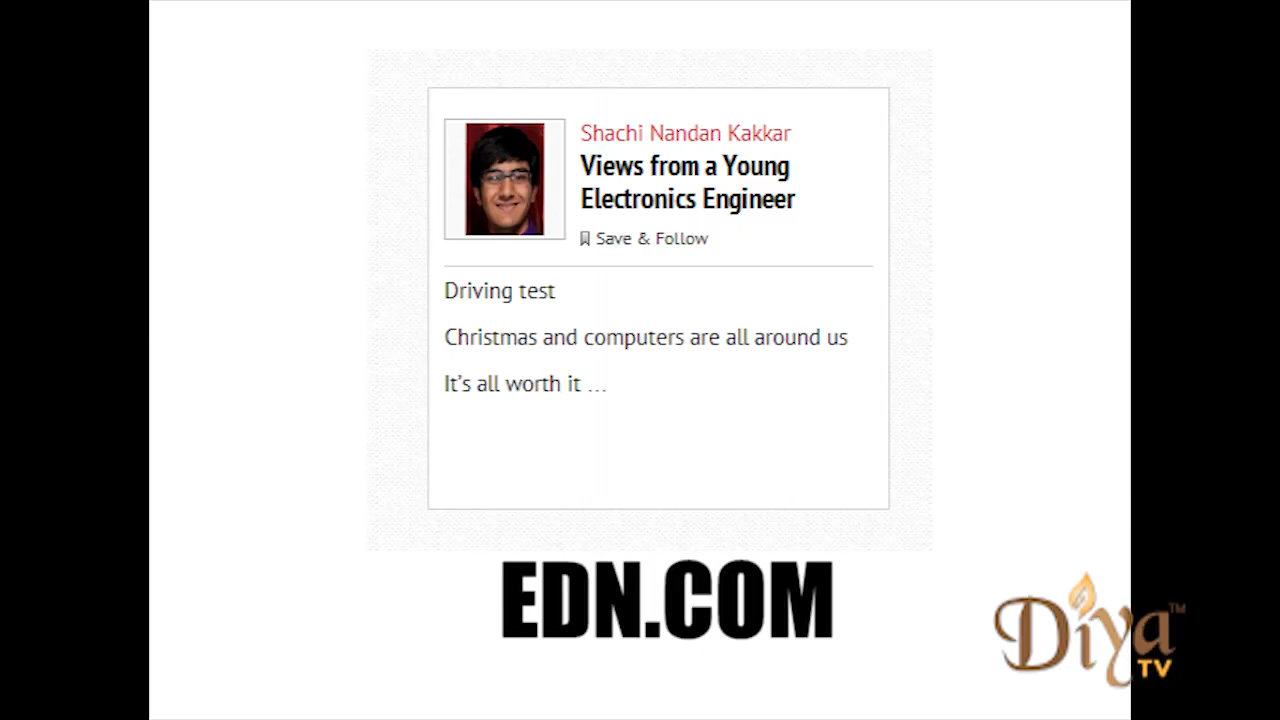 Shachi Nandan Kakkar
Views from a Young
Electronics Engineer
Save & Follow
Driving test
Christmas and computers are all around us
It's all worth it ...
EDN.COM
Diya™
TV